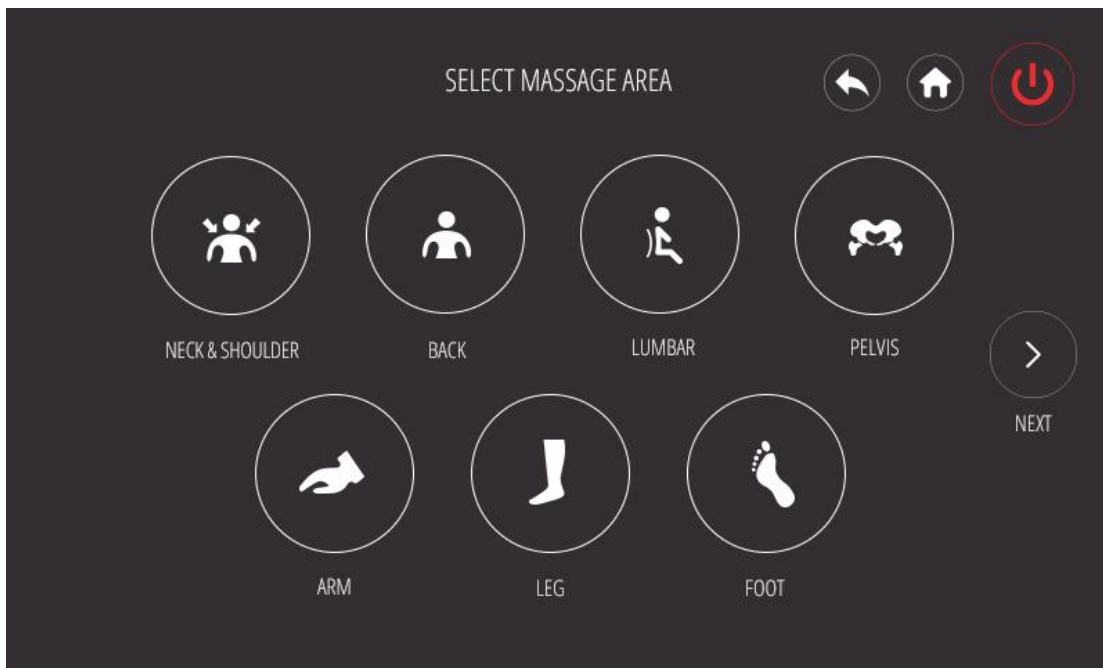 SELECT MASSAGE AREA
NECK & SHOULDER
BACK
LUMBAR
PELVIS
NEXT
ARM
LEG
FOOT